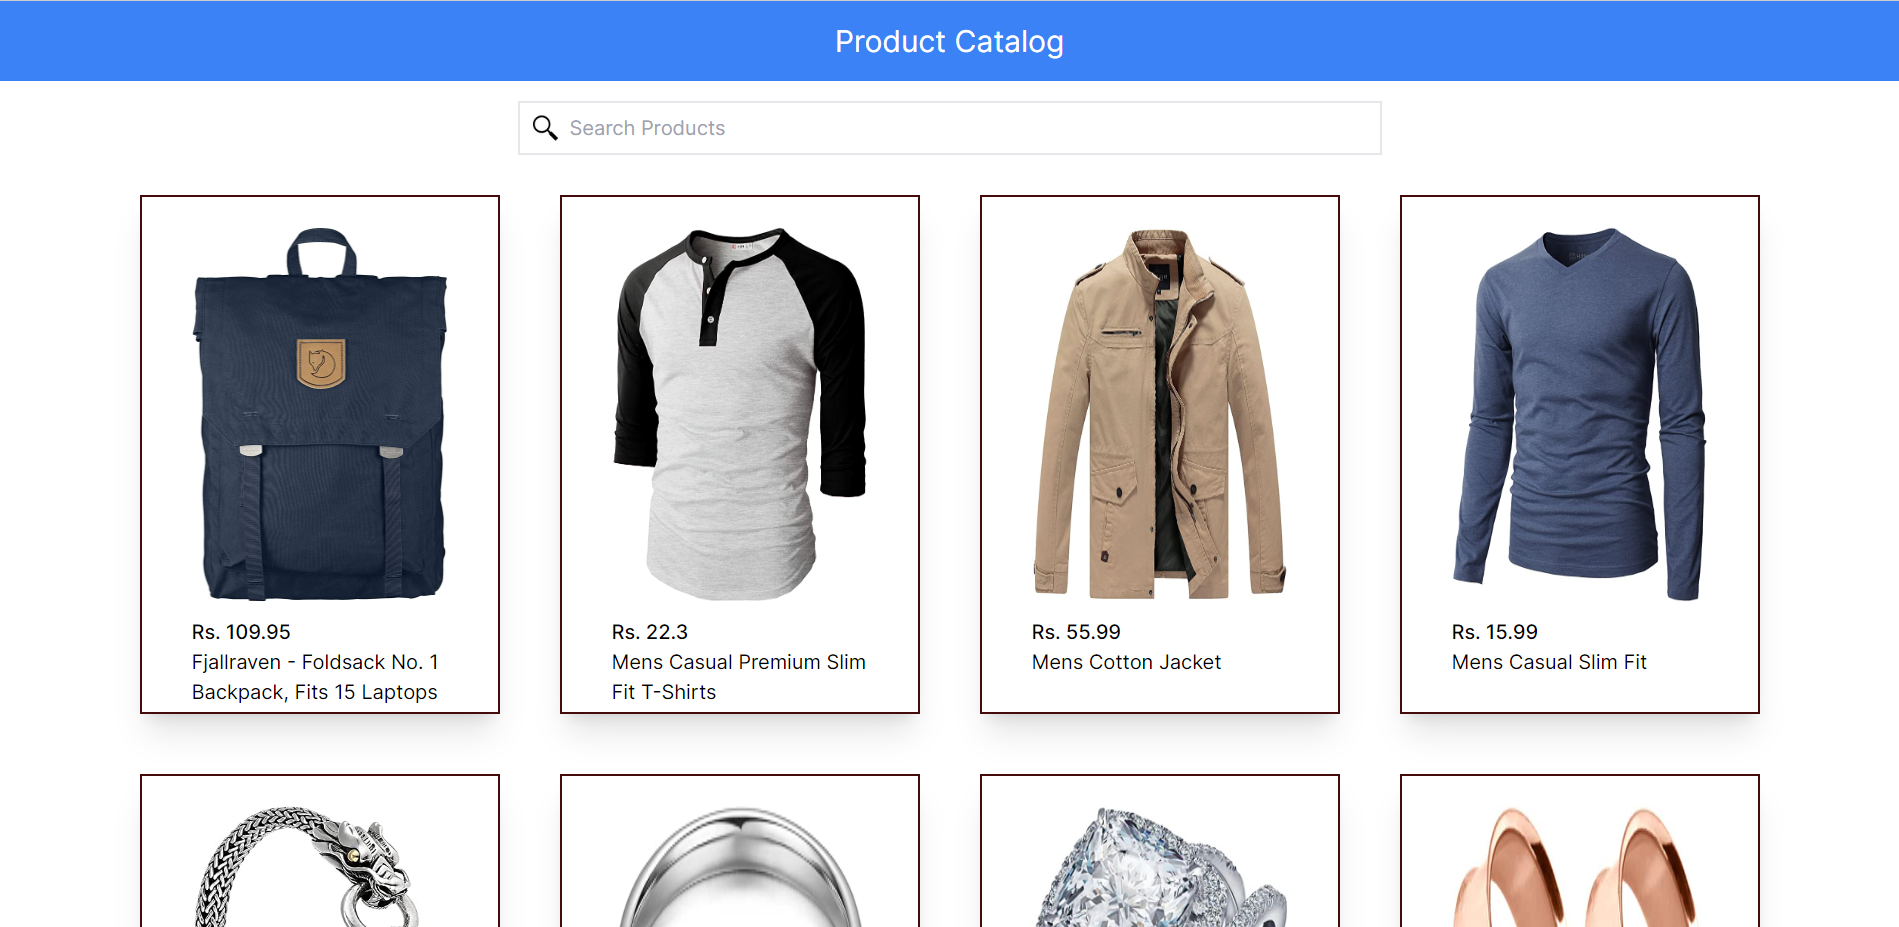 Product Catalog
Search Products
Rs. 109.95
Fjallraven - Foldsack No. 1
Backpack, Fits 15 Laptops
Rs. 22.3
Mens Casual Premium Slim
Fit T-Shirts
Rs. 55.99
Mens Cotton Jacket
Rs. 15.99
Mens Casual Slim Fit